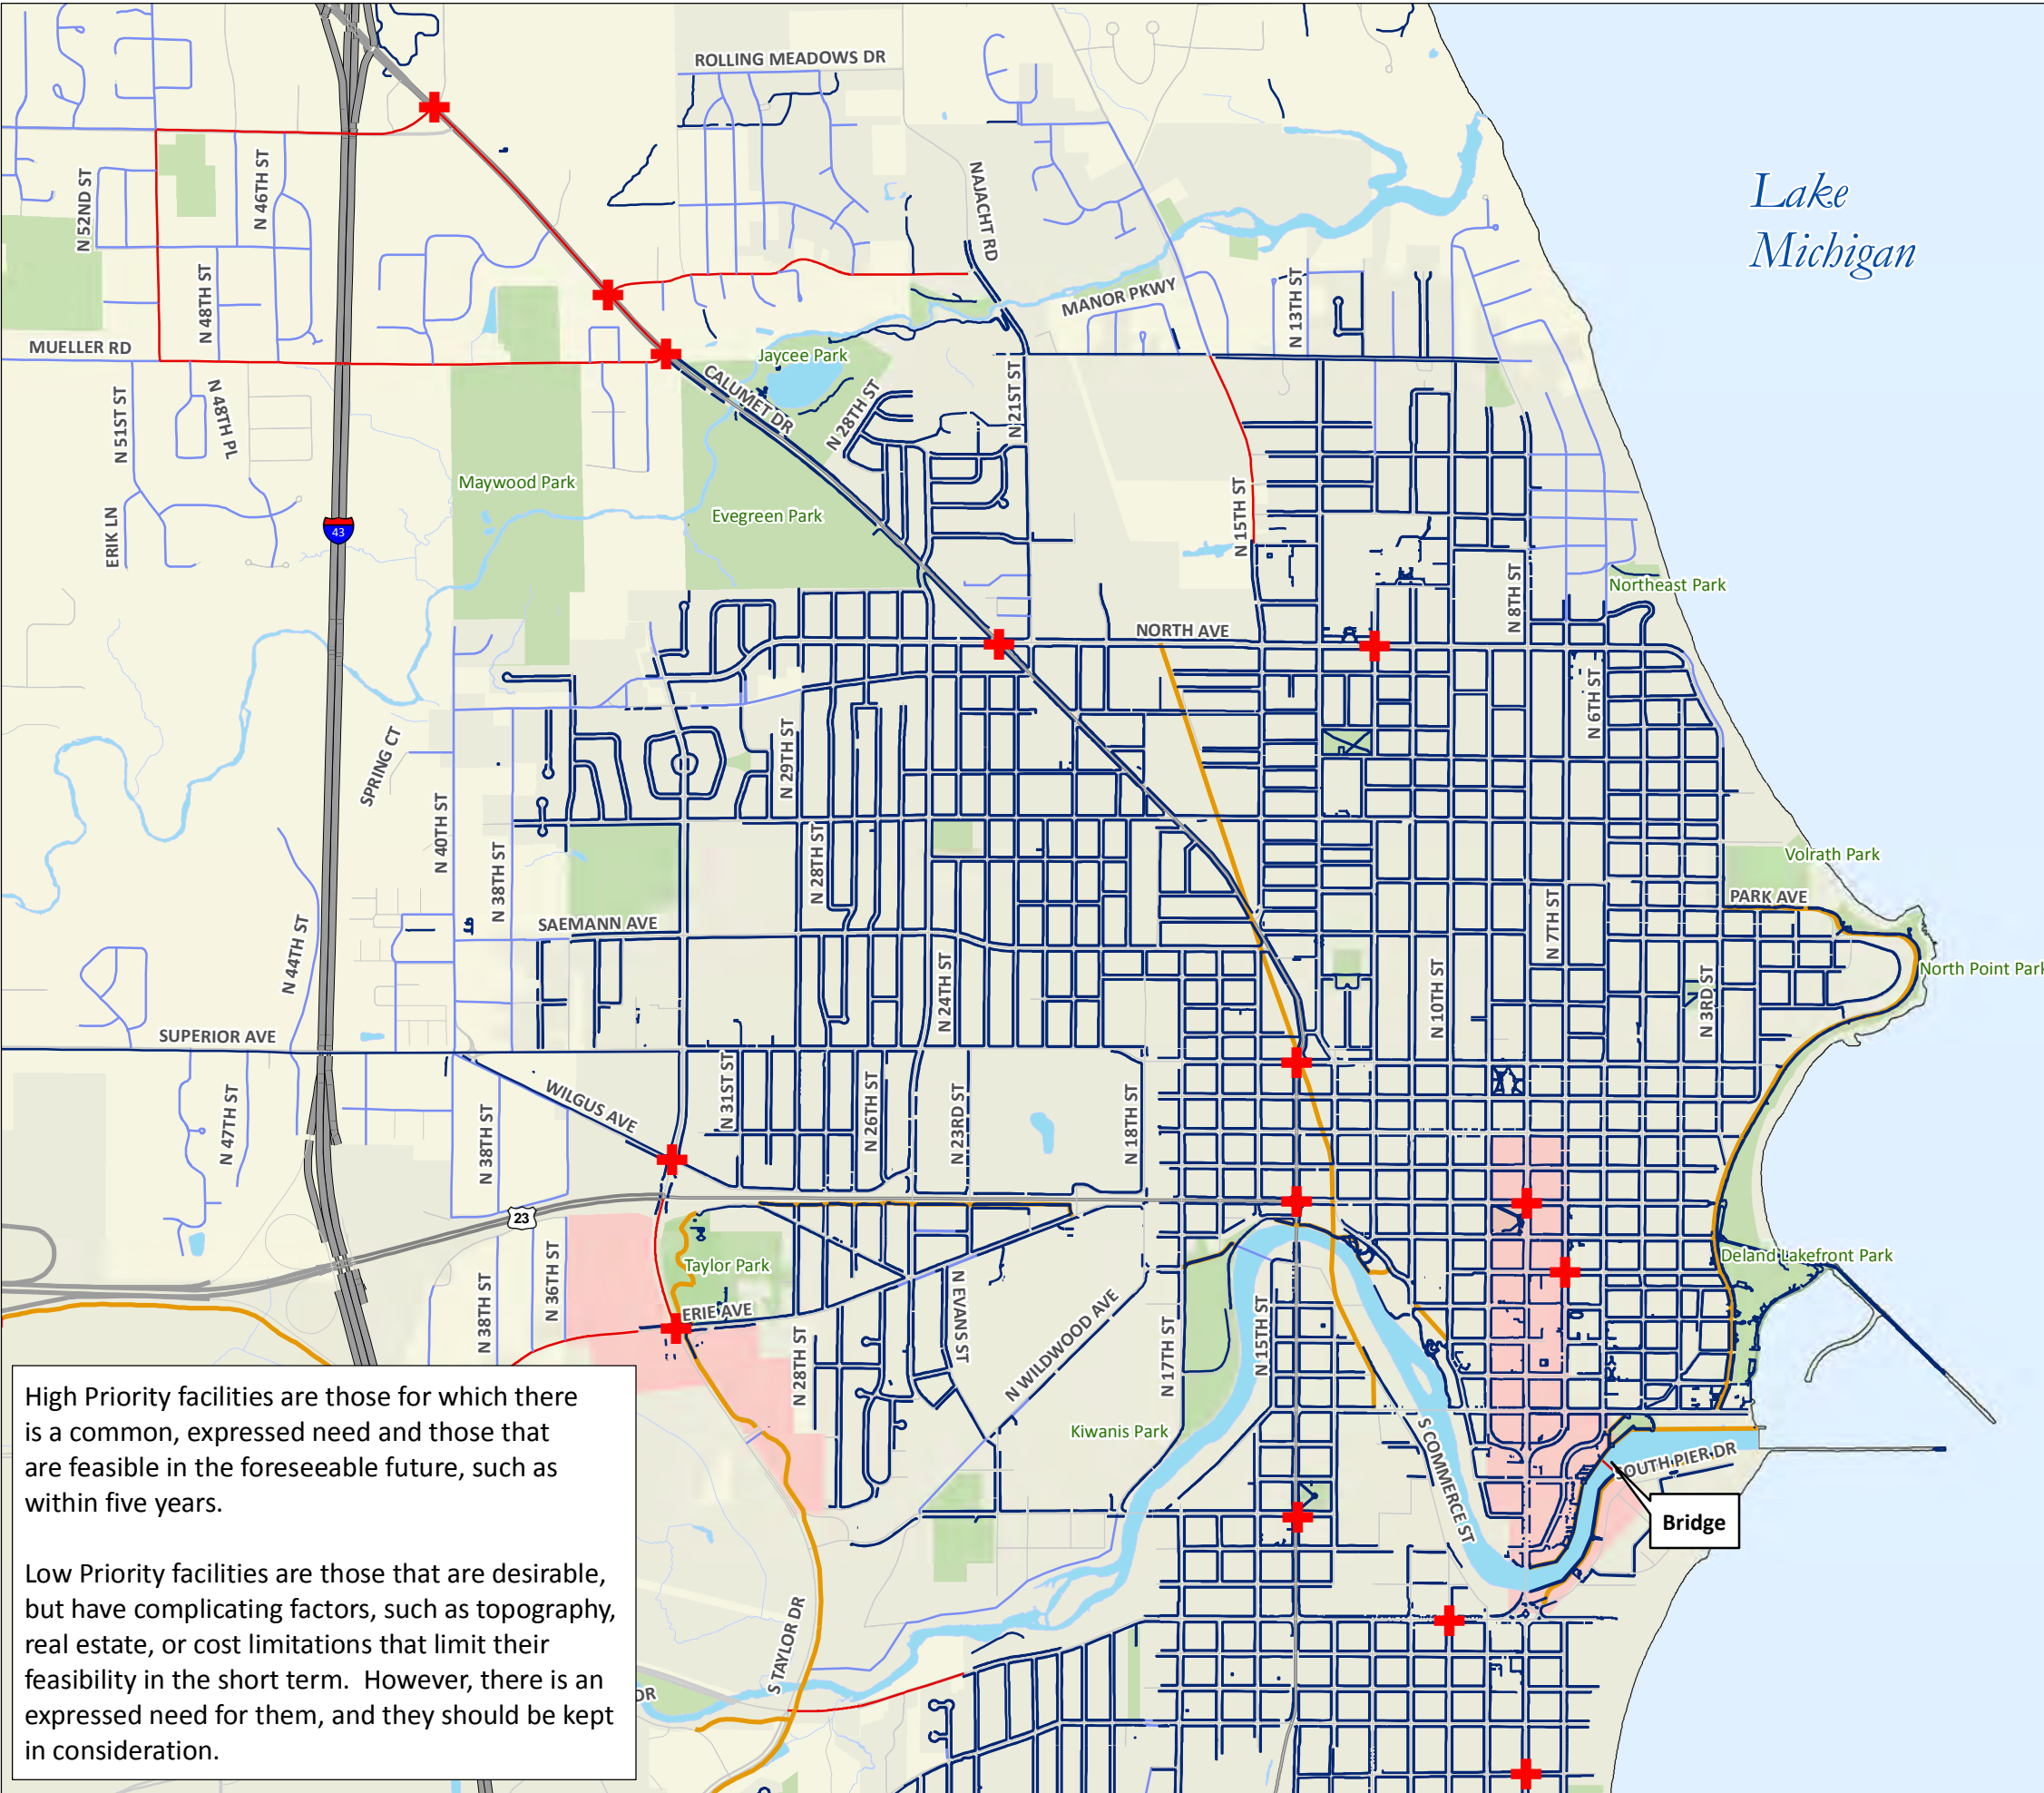 ROLLING MEADOWS DR
N 52ND ST
N 46TH ST
NAJACHT RD
Lake
Michigan
N 48TH ST
MANOR PKWY
N 13TH ST
MUELLER RD
Jaycee Park
CALUMET DR
N 28TH ST
N 21ST ST
N 51ST ST
N 48TH PL
Maywood Park
Evegreen Park
N 15TH ST
ERIK LN
43
N 8TH ST
Northeast Park
NORTH AVE
N 6TH ST
SPRING CT
N 29TH ST
N 40TH ST
N 38TH ST
N 28TH ST
Volrath Park
PARK AVE
SAEMANN AVE
N 7TH ST
N 44TH ST
N 24TH ST
N 10TH ST
North Point Park
N 3RD ST
SUPERIOR AVE
N 31ST ST
WILGUS AVE
N 47TH ST
N 38TH ST
N 26TH ST
N 23RD ST
N 18TH ST
23
N 36TH ST
Taylor Park
Deland Lakefront Park
N 38TH ST
ERIE AVE
N EVANS ST
N WILDWOOD AVE
N 28TH ST
N 17TH ST
N 15TH ST
Kiwanis Park
S COMMERCE ST
SOUTH PIER DR
Bridge
High Priority facilities are those for which there
is a common, expressed need and those that
are feasible in the foreseeable future, such as
within five years.
Low Priority facilities are those that are desirable,
but have complicating factors, such as topography,
real estate, or cost limitations that limit their
feasibility in the short term.  However, there is an
expressed need for them, and they should be kept
in consideration.
S TAYLOR DR
DR